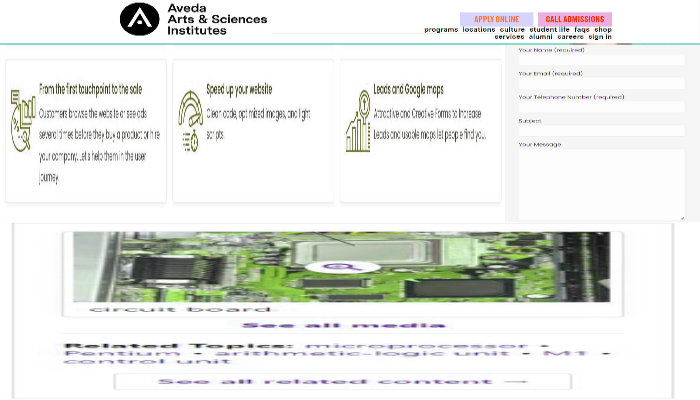 Aveda
Arts & Sciences
Institutes
APPLY ONLINE
CALL ADMISSIONS
programs locations culture student life faqs shop
services alumni careers sign in
From the first touchpoint to the sale
Customers browse the website or see ads
several times before they buy a product or hire
your company. Let's help them in the user
journey.
Speed up your website
Clean code, optimized images, and light
scripts.
Leads and Google maps
Attractive and Creative Forms to Increase
Leads and usable maps let people find you.
Your Name (required)
Your Email (required)
Your Telephone Number (required)
Subject
Your Message
circuit board
See all media
Related Topics: microprocessor •
Pentium • arithmetic-logic unit • M1 •
control unit
See all related content →